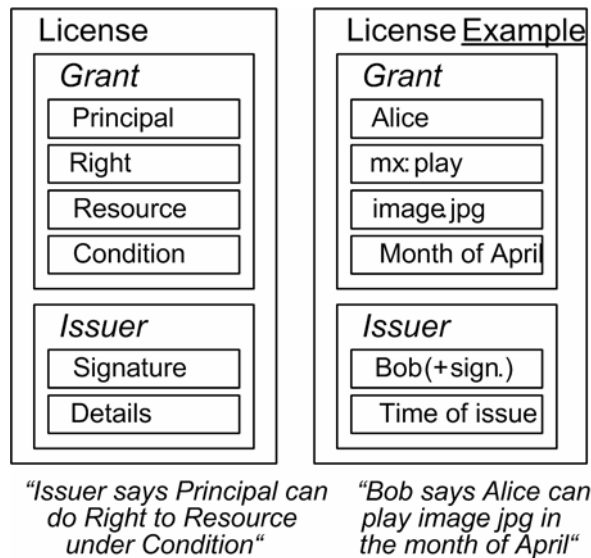 License
Grant
Principal
Right
Resource
Condition
Issuer
Signature
Details
"Issuer says Principal can
do Right to Resource
under Condition"
License Example
Grant
Alice
mx: play
image.jpg
Month of April
Issuer
Bob(+sign.)
Time of issue
"Bob says Alice can
play image jpg in
the month of April"